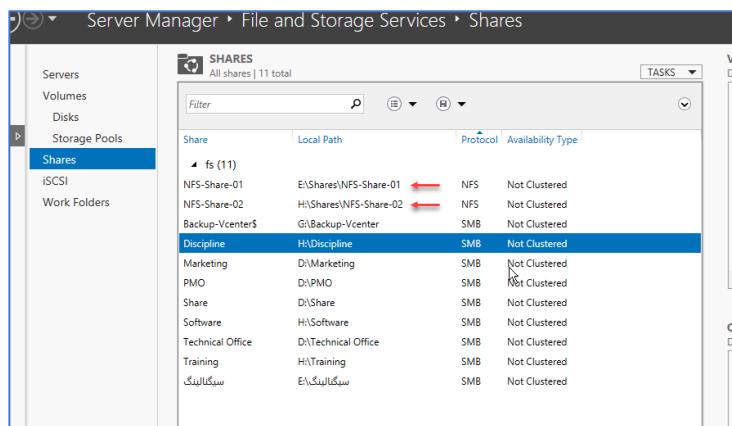 Server Manager ‣ File and Storage Services ‣ Shares
Servers
Volumes
Disks
Storage Pools
Shares
iSCSI
Work Folders
SHARES
All shares | 11 total
TASKS
Filter
Share Local Path Protocol Availability Type
fs (11)
NFS-Share-01 E:\Shares\NFS-Share-01 NFS Not Clustered
NFS-Share-02 H:\Shares\NFS-Share-02 NFS Not Clustered
Backup-Vcenter$ G:\Backup-Vcenter SMB Not Clustered
Discipline H:\Discipline SMB Not Clustered
Marketing D:\Marketing SMB Not Clustered
PMO D:\PMO SMB Not Clustered
Share D:\Share SMB Not Clustered
Software H:\Software SMB Not Clustered
Technical Office D:\Technical Office SMB Not Clustered
Training H:\Training SMB Not Clustered
سیگنالینگ E:\سیگنالینگ SMB Not Clustered